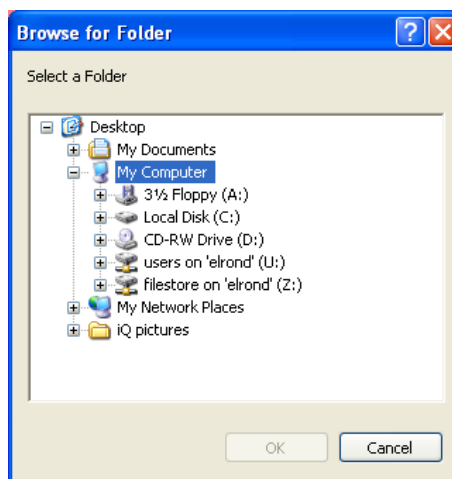 Browse for Folder
Select a Folder
Desktop
My Documents
My Computer
3½ Floppy (A:)
Local Disk (C:)
CD-RW Drive (D:)
users on 'elrond' (U:)
filestore on 'elrond' (Z:)
My Network Places
iQ pictures
OK Cancel